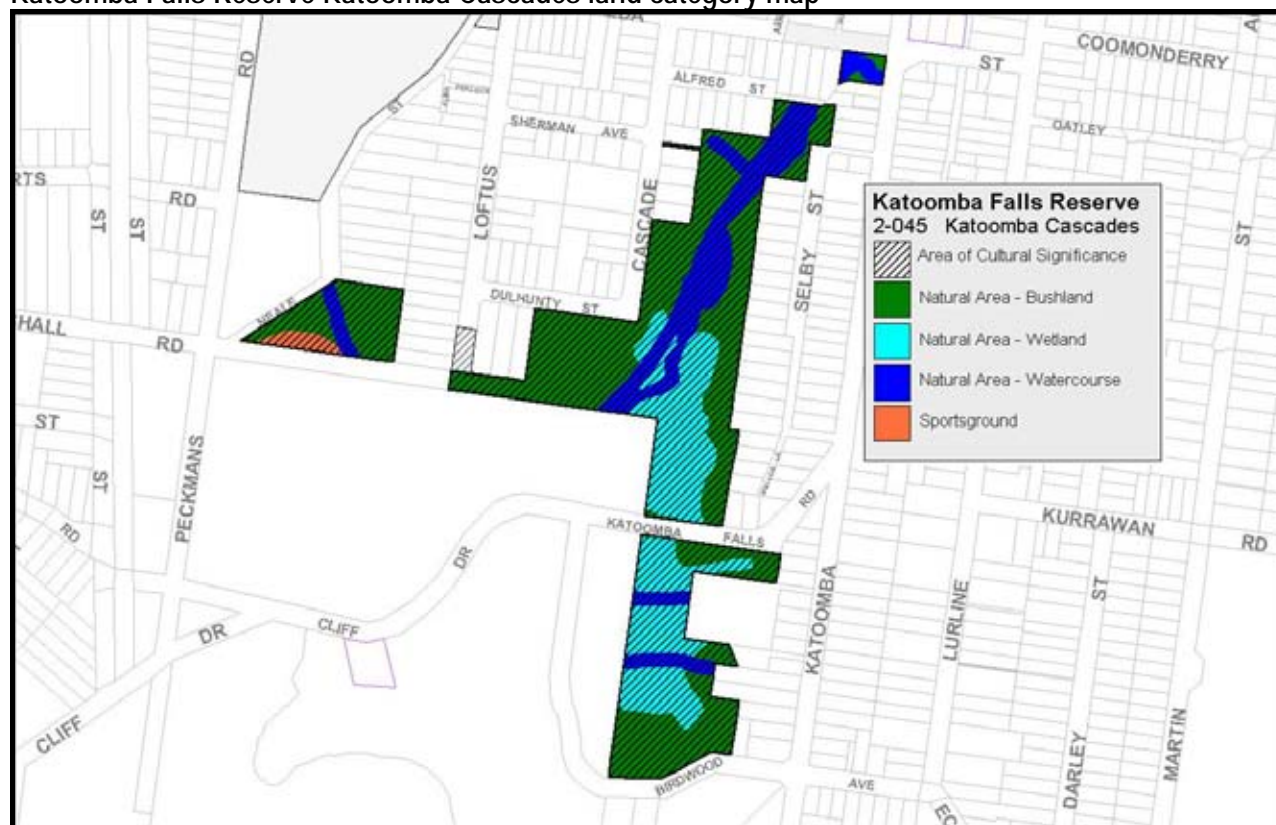 Katoomba Falls Reserve Katoomba Cascades land category map
COOMONDERRY
ST
RD
ST
ALFRED ST
SHERMAN AVE
OATLEY
RTS
RD
ST
ST
LOFTUS
CASCADE
SELBY ST
ST
Katoomba Falls Reserve
2-045 Katoomba Cascades
Area of Cultural Significance
Natural Area - Bushland
Natural Area - Wetland
Natural Area - Watercourse
Sportsground
DULHUNTY ST
HALL RD
ST
ST
PECKMANS
RD
KATOOMBA FALLS RD
KURRAWAN RD
DR
CLIFF
DR
CLIFF
KATOOMBA
LURLINE
ST
DARLEY
MARTIN
BIRDWOOD AVE